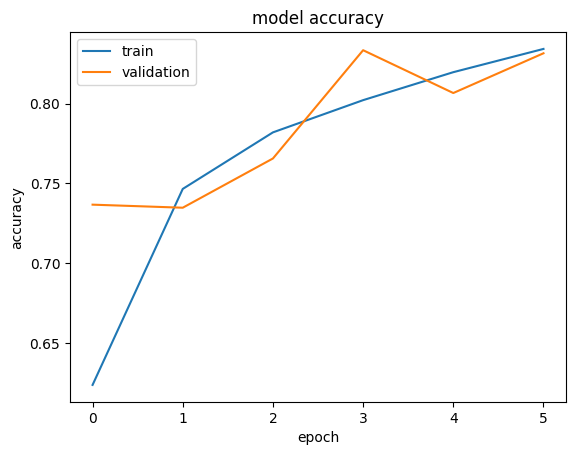 model accuracy
train
validation
0.80
0.75
0.70
0.65
accuracy
0 1 2 3 4 5
epoch